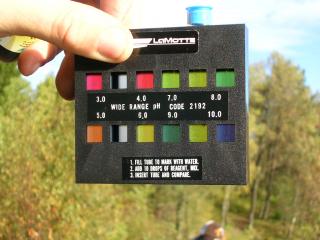 LaMOTTE
3.0 4.0 7.0 8.0
WIDE RANGE pH CODE 2192
5.0 6.0 9.0 10.0
1. FILL TUBE TO MARK WITH WATER.
2. ADD 10 DROPS OF REAGENT, MIX.
3. INSERT TUBE AND COMPARE.